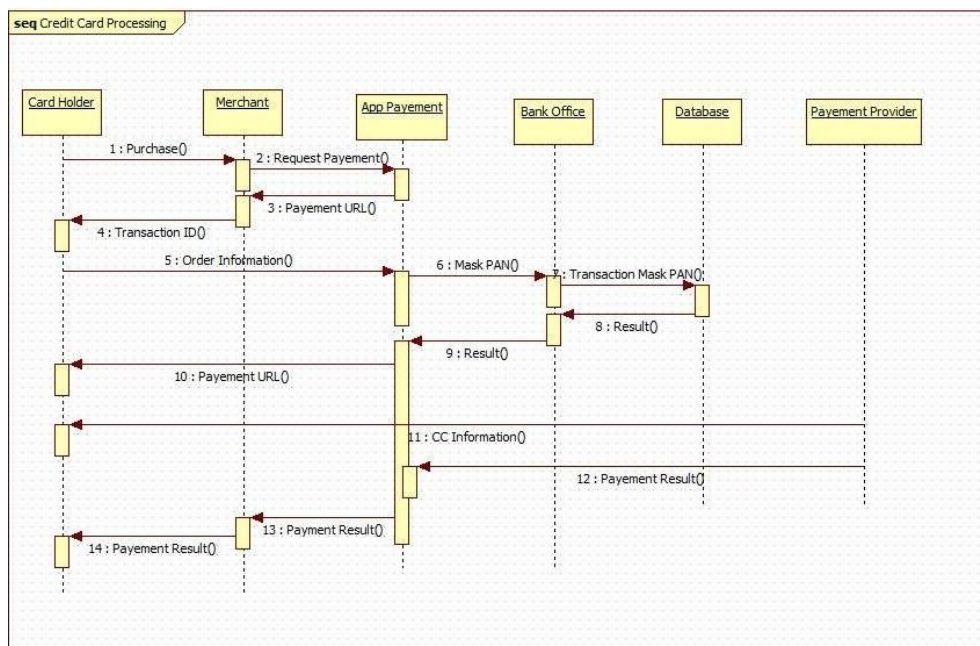 seq Credit Card Processing
Card Holder
Merchant
App Payement
Bank Office
Database
Payement Provider
1 : Purchase()
2 : Request Payement()
3 : Payement URL()
4 : Transaction ID()
5 : Order Information()
6 : Mask PAN()
7 : Transaction Mask PAN()
8 : Result()
9 : Result()
10 : Payement URL()
11 : CC Information()
12 : Payement Result()
13 : Payment Result()
14 : Payement Result()